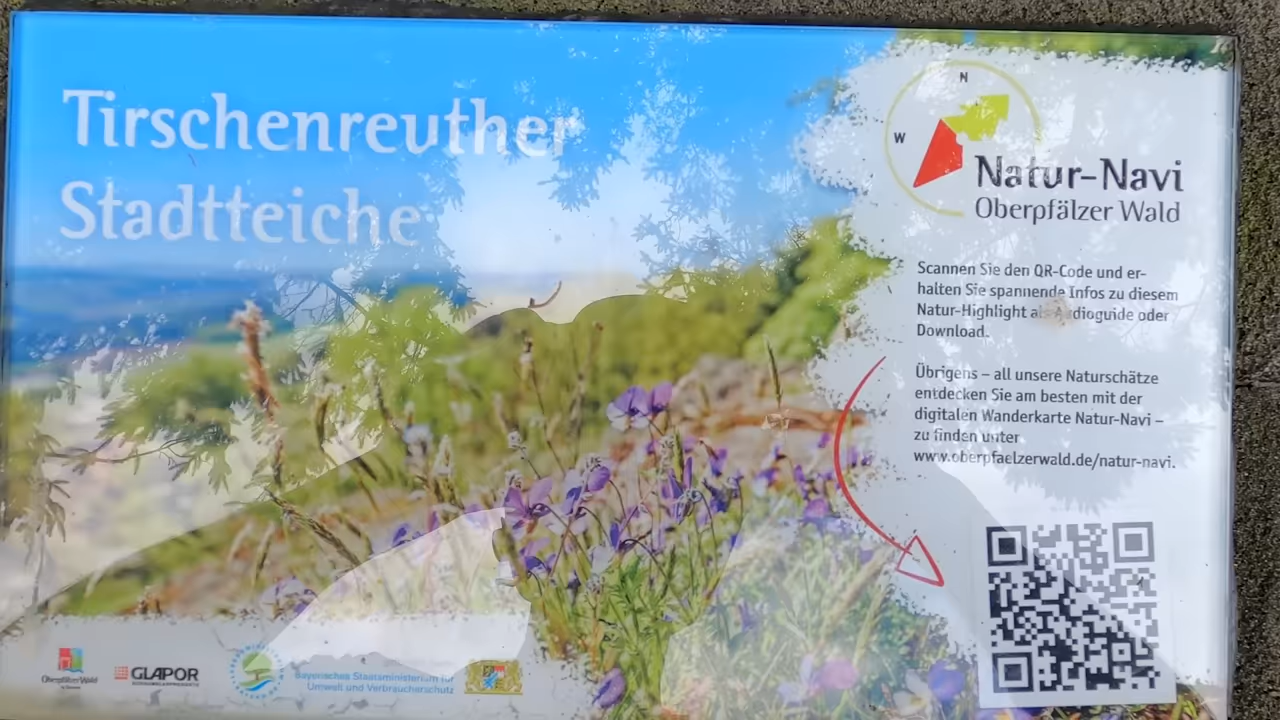 Tirschenreuther
Stadtteiche
N
W
Natur-Navi
Oberpfälzer Wald
Scannen Sie den QR-Code und er-
halten Sie spannende Infos zu diesem
Natur-Highlight als Audioguide oder
Download.
Übrigens – all unsere Naturschätze
entdecken Sie am besten mit der
digitalen Wanderkarte Natur-Navi –
zu finden unter
www.oberpfaelzerwald.de/natur-navi.
Oberpfälzer Wald
GLAPOR
Bayerisches Staatsministerium für
Umwelt und Verbraucherschutz